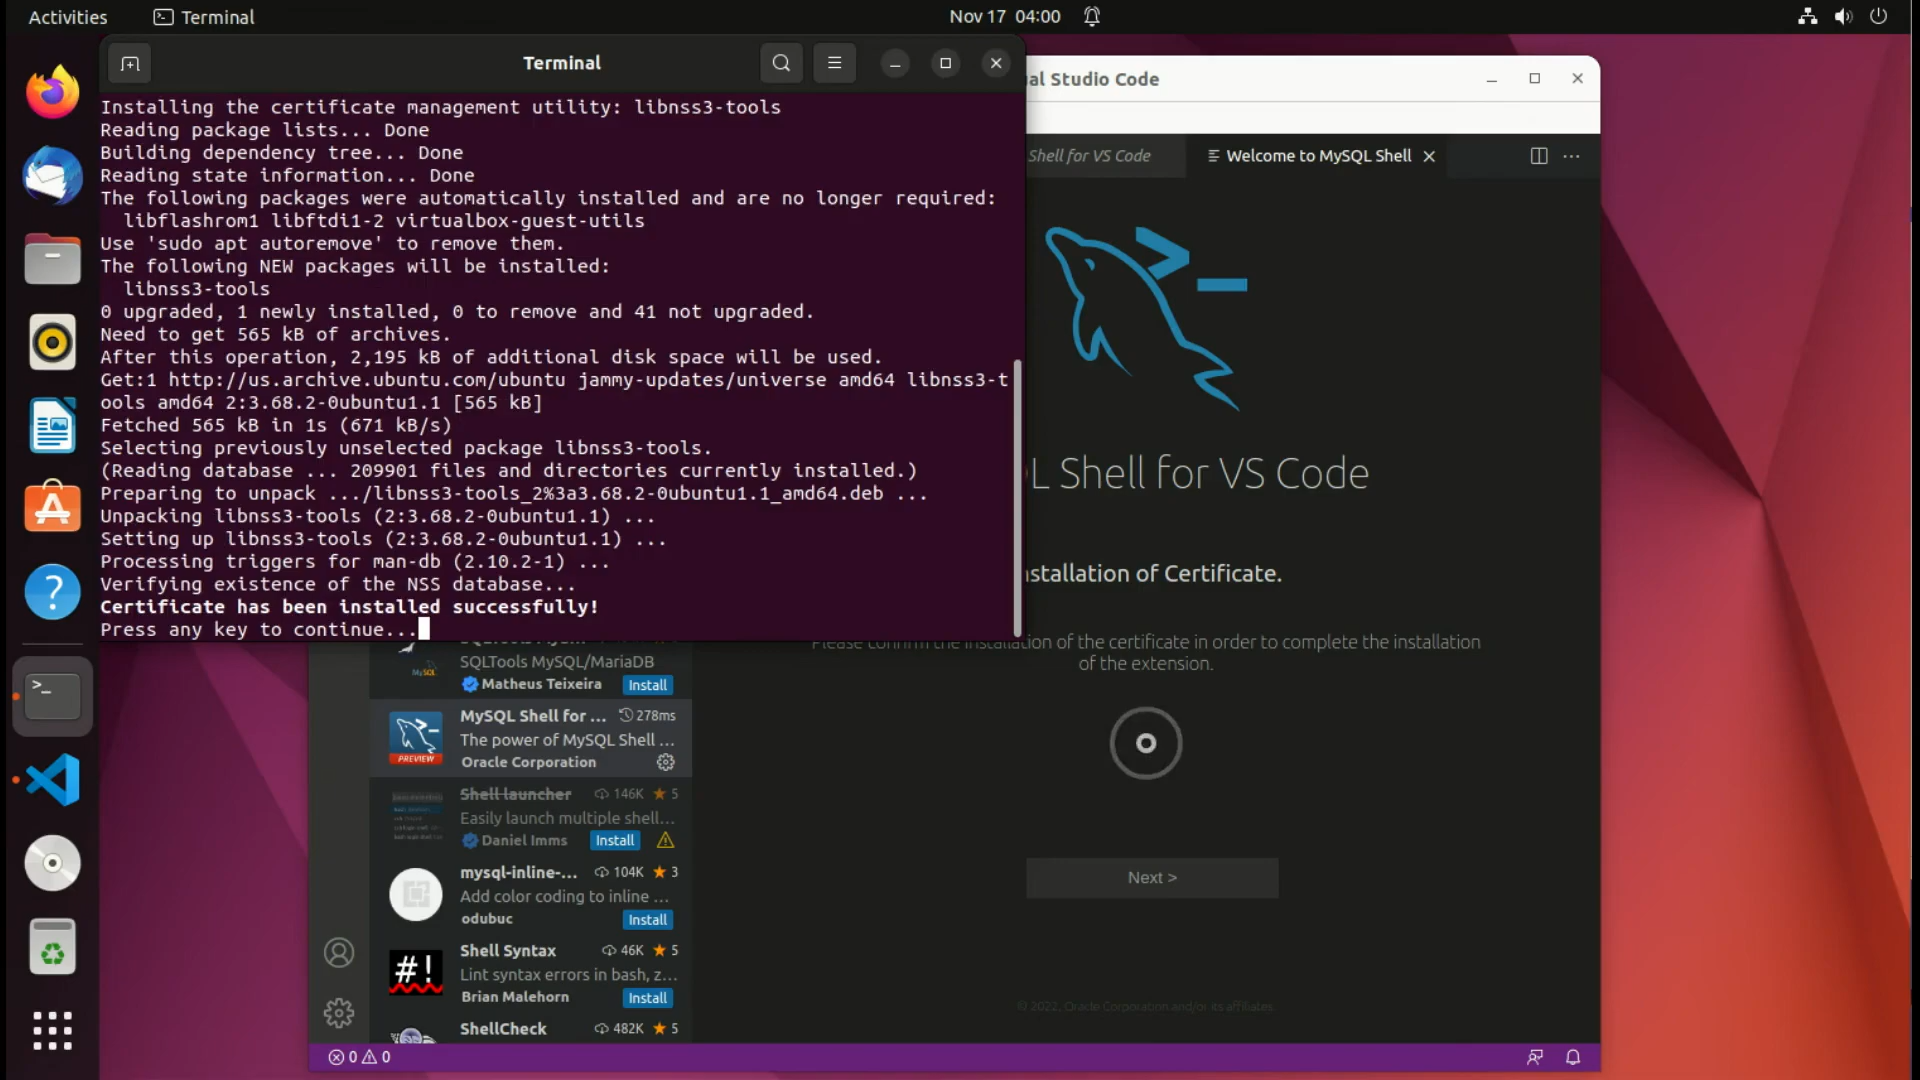 Activities
Terminal
Nov 17 04:00
Terminal
Installing the certificate management utility: libnss3-tools
Reading package lists... Done
Building dependency tree... Done
Reading state information... Done
The following packages were automatically installed and are no longer required:
libflashrom1 libftdi1-2 virtualbox-guest-utils
Use 'sudo apt autoremove' to remove them.
The following NEW packages will be installed:
libnss3-tools
0 upgraded, 1 newly installed, 0 to remove and 41 not upgraded.
Need to get 565 kB of archives.
After this operation, 2,195 kB of additional disk space will be used.
Get:1 http://us.archive.ubuntu.com/ubuntu jammy-updates/universe amd64 libnss3-t
ools amd64 2:3.68.2-0ubuntu1.1 [565 kB]
Fetched 565 kB in 1s (671 kB/s)
Selecting previously unselected package libnss3-tools.
(Reading database ... 209901 files and directories currently installed.)
Preparing to unpack .../libnss3-tools_2%3a3.68.2-0ubuntu1.1_amd64.deb ...
Unpacking libnss3-tools (2:3.68.2-0ubuntu1.1) ...
Setting up libnss3-tools (2:3.68.2-0ubuntu1.1) ...
Processing triggers for man-db (2.10.2-1) ...
Verifying existence of the NSS database...
Certificate has been installed successfully!
Press any key to continue...
al Studio Code
Shell for VS Code
Welcome to MySQL Shell
L Shell for VS Code
stallation of Certificate.
Please confirm the installation of the certificate in order to complete the installation
of the extension.
Next >
© 2022, Oracle Corporation and/or its affiliates.
SQLTools MySQL/MariaDB
Matheus Teixeira Install
MySQL Shell for ... 278ms
The power of MySQL Shell ...
PREVIEW
Oracle Corporation
Shell launcher 146K 5
Easily launch multiple shell...
Daniel Imms Install
mysql-inline-... 104K 3
Add color coding to inline ...
odubuc Install
Shell Syntax 46K 5
#!
Lint syntax errors in bash, z...
Brian Malehorn Install
ShellCheck 482K 5
0 0